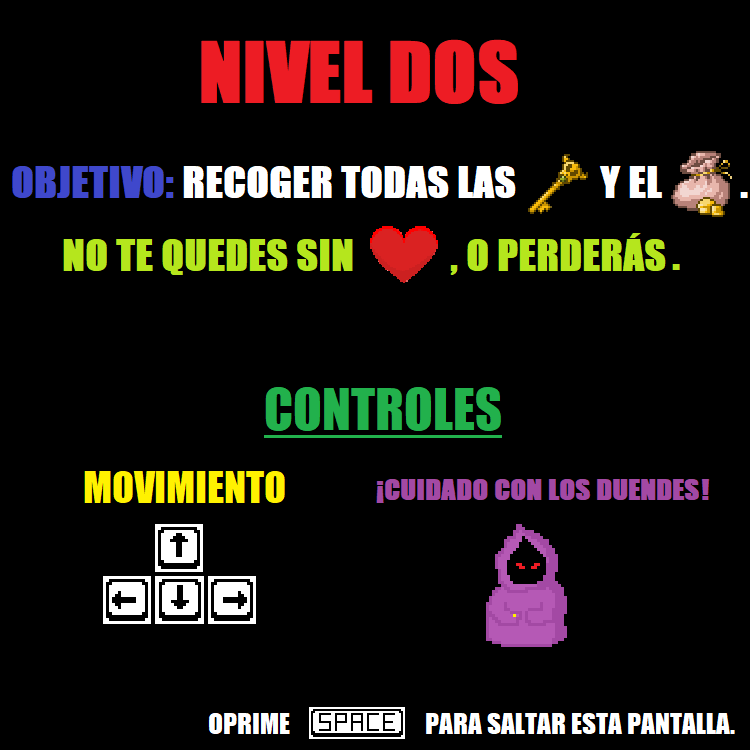 NIVEL DOS
OBJETIVO: RECOGER TODAS LAS Y EL .
NO TE QUEDES SIN , O PERDERÁS .
CONTROLES
MOVIMIENTO
¡CUIDADO CON LOS DUENDES!
OPRIME SPACE PARA SALTAR ESTA PANTALLA.